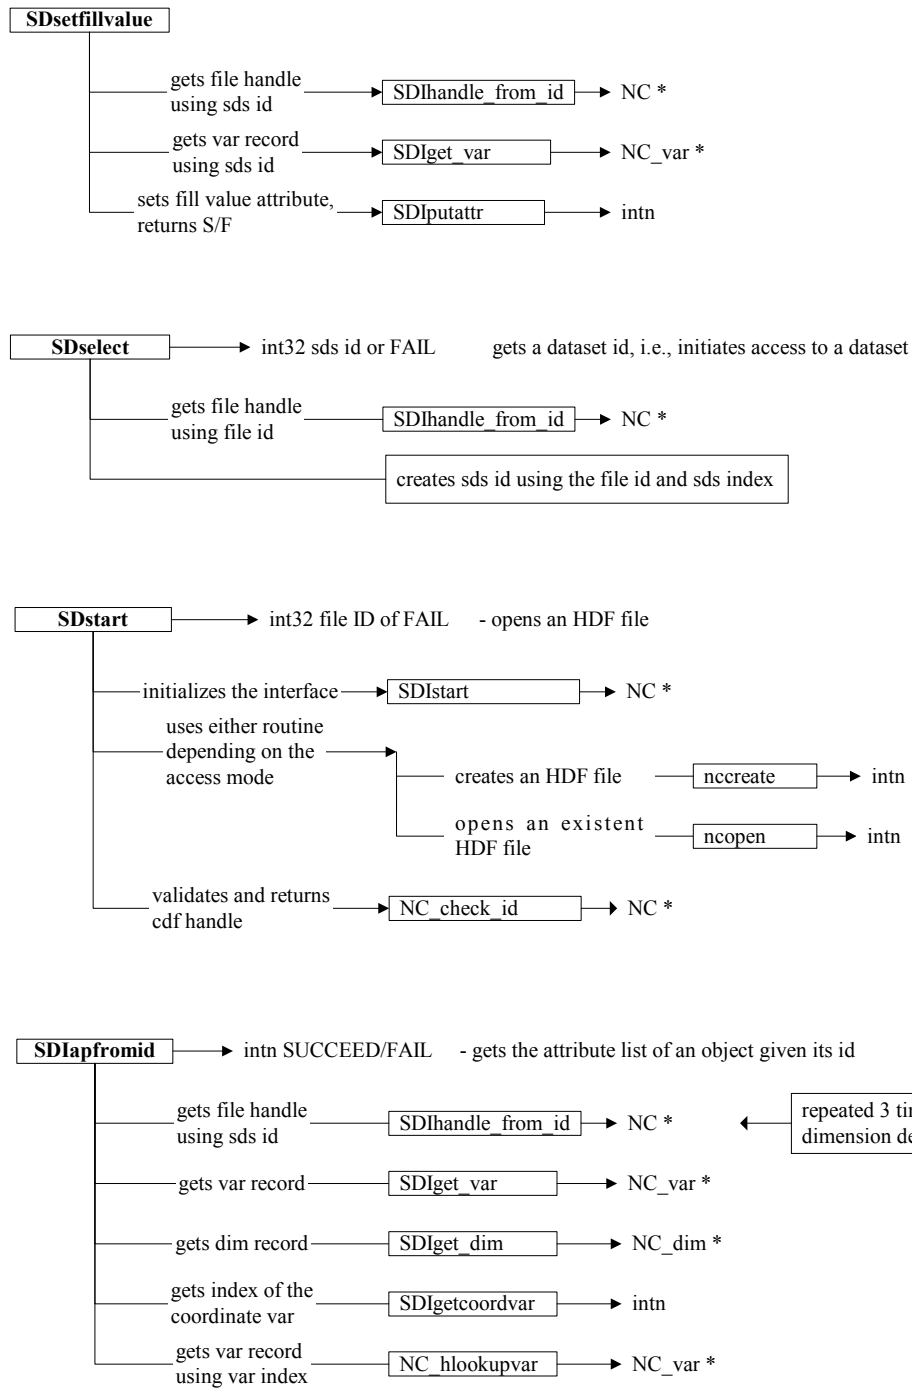 SDsetfillvalue
gets file handle
using sds id
SDIhandle_from_id
NC *
gets var record
using sds id
SDIget_var
NC_var *
sets fill value attribute,
returns S/F
SDIputattr
intn
SDselect
int32 sds id or FAIL
gets a dataset id, i.e., initiates access to a dataset
gets file handle
using file id
SDIhandle_from_id
NC *
creates sds id using the file id and sds index
SDstart
int32 file ID of FAIL
- opens an HDF file
initializes the interface
SDIstart
NC *
uses either routine
depending on the
access mode
creates an HDF file
nccreate
intn
opens an existent
HDF file
ncopen
intn
validates and returns
cdf handle
NC_check_id
NC *
SDIapfromid
intn SUCCEED/FAIL
- gets the attribute list of an object given its id
gets file handle
using sds id
SDIhandle_from_id
NC *
repeated 3
dimension
gets var record
SDIget_var
NC_var *
gets dim record
SDIget_dim
NC_dim *
gets index of the
coordinate var
SDIgetcoordvar
intn
gets var record
using var index
NC_hlookupvar
NC_var *